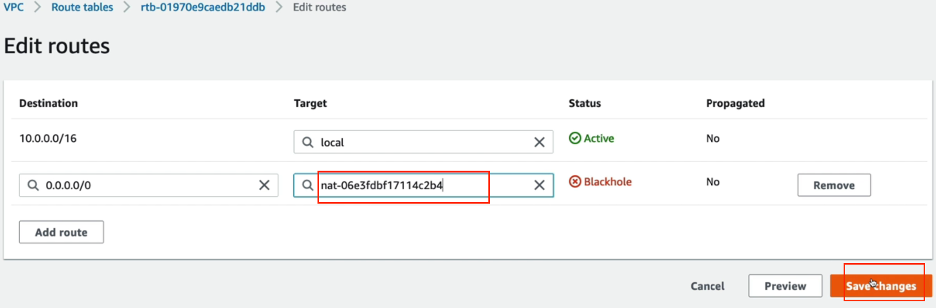 VPC > Route tables > rtb-01970e9caedb21ddb > Edit routes
Edit routes
Destination Target Status Propagated
10.0.0.0/16 local Active No
0.0.0.0/0 nat-06e3fdbf17114c2b4 Blackhole No Remove
Add route
Cancel Preview Save changes